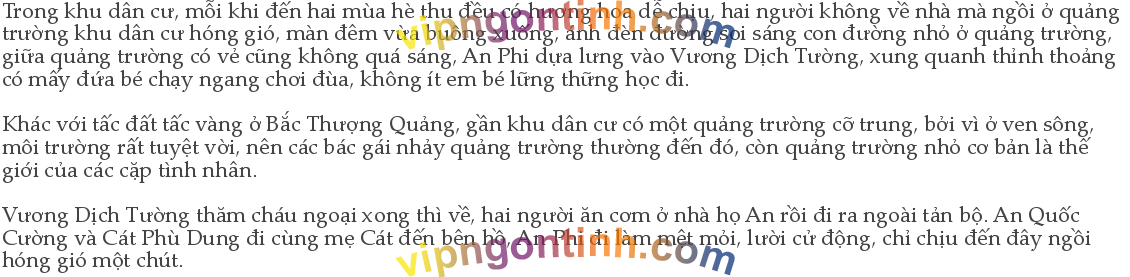 Trong khu dân cư, mỗi khi đến hai mùa hè thu đều có hương hoa dễ chịu, hai người không về nhà mà ngồi ở quảng
trường khu dân cư hóng gió, màn đêm vừa buông xuống, ánh đèn đường soi sáng con đường nhỏ ở quảng trường,
giữa quảng trường có vẻ cũng không quá sáng, An Phi dựa lưng vào Vương Dịch Tường, xung quanh thỉnh thoảng
có mấy đứa bé chạy ngang chơi đùa, không ít em bé lững thững học đi.
Khác với tấc đất tấc vàng ở Bắc Thượng Quảng, gần khu dân cư có một quảng trường cỡ trung, bởi vì ở ven sông,
môi trường rất tuyệt vời, nên các bác gái nhảy quảng trường thường đến đó, còn quảng trường nhỏ cơ bản là thế
giới của các cặp tình nhân.
Vương Dịch Tường thăm cháu ngoại xong thì về, hai người ăn cơm ở nhà họ An rồi đi ra ngoài tản bộ. An Quốc
Cường và Cát Phù Dung đi cùng mẹ Cát đến bên hồ, An Phi đi làm mệt mỏi, lười cử động, chỉ chịu đến đây ngồi
hóng gió một chút.
vipngontinh.com
vipngontinh.com